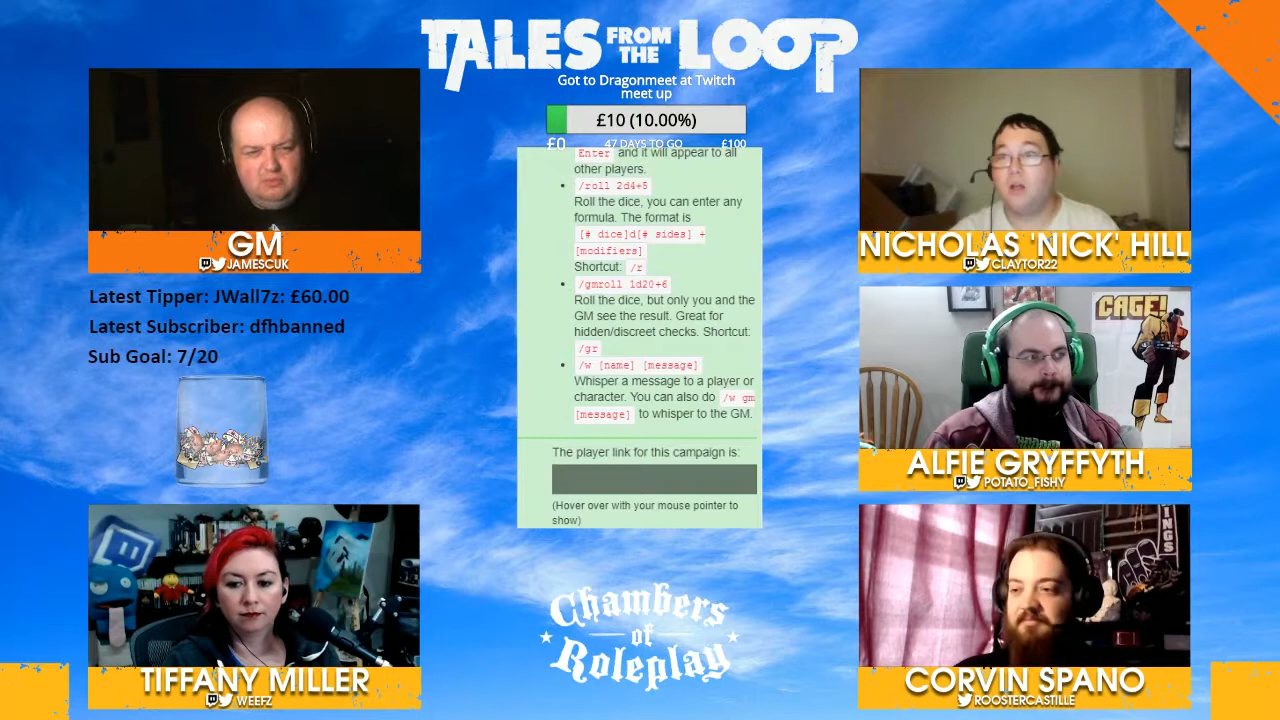 TALES FROM THE LOOP
Got to Dragonmeet at Twitch
meet up
£10 (10.00%)
£0 47 DAYS TO GO £100
GM
JAMESCUK
Latest Tipper: JWall7z: £60.00
Latest Subscriber: dfhbanned
Sub Goal: 7/20
TIFFANY MILLER
WEEFZ
Enter and it will appear to all
other players.
/roll 2d4+5
Roll the dice, you can enter any
formula. The format is
[# dice]d[# sides] +
[modifiers]
Shortcut: /r
/gmroll 1d20+6
Roll the dice, but only you and the
GM see the result. Great for
hidden/discreet checks. Shortcut:
/gr
/w [name] [message]
Whisper a message to a player or
character. You can also do /w gm
[message] to whisper to the GM.
The player link for this campaign is:
(Hover over with your mouse pointer to
show)
Chambers
of
Roleplay
NICHOLAS 'NICK' HILL
CLAYTOR22
CAGE!
ALFIE GRYFFYTH
POTATO_FISHY
INGS
CORVIN SPANO
ROOSTERCASTILLE